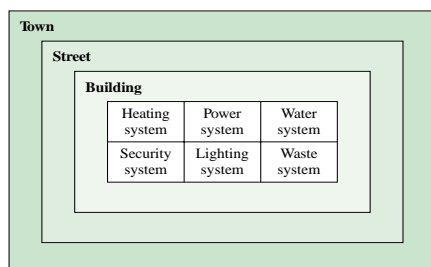 Town
Street
Building
Heating system
Power system
Water system
Security system
Lighting system
Waste system